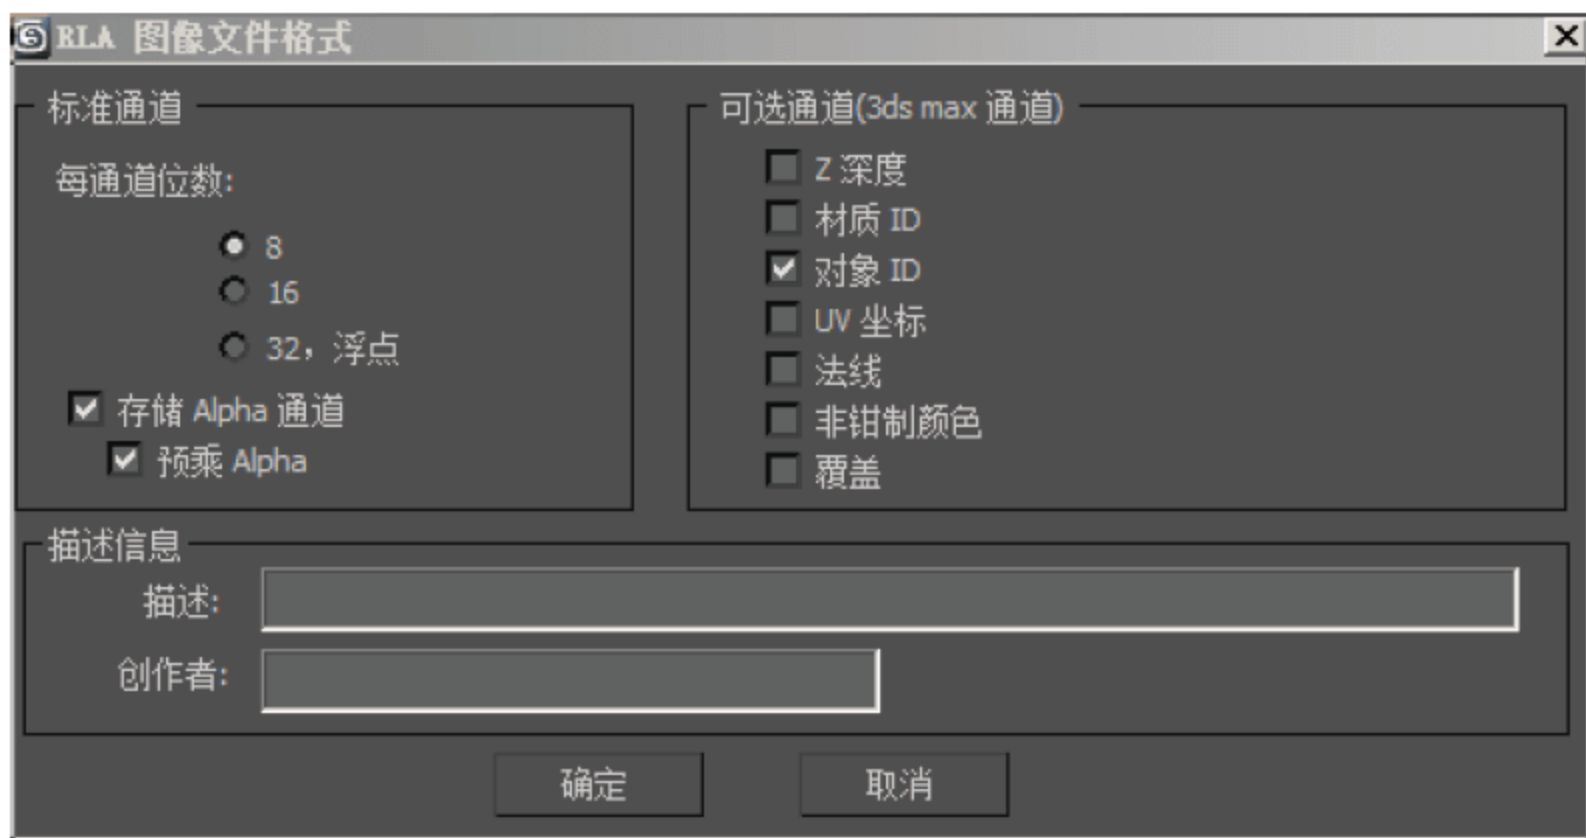 RLA 图像文件格式
标准通道
每通道位数:
8
16
32，浮点
存储 Alpha 通道
预乘 Alpha
可选通道(3ds max 通道)
Z 深度
材质 ID
对象 ID
UV 坐标
法线
非钳制颜色
覆盖
描述信息
描述:
创作者:
确定 取消